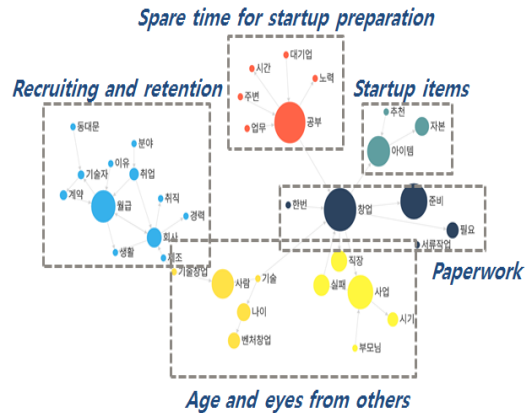 Spare time for startup preparation
대기업
시간
노력
주변
공부
업무
Recruiting and retention
동대문
분야
이유
기술자
취업
계약
월급
취직
경력
회사
생활
제조
Startup items
추천
자본
아이템
한번
창업
준비
필요
서류작업
Paperwork
기술창업
사람
기술
나이
벤처창업
직장
실패
사업
시기
부모님
Age and eyes from others